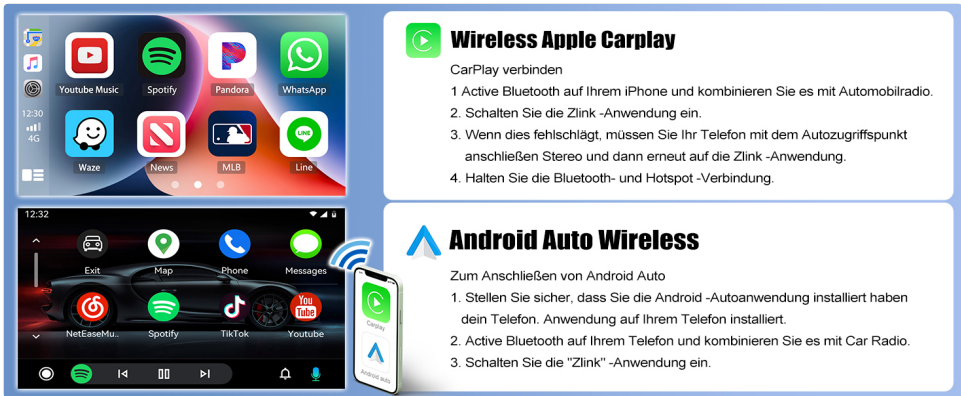 Youtube Music
Spotify
Pandora
WhatsApp
12:30
4G
Waze
News
MLB
Line
Wireless Apple Carplay
CarPlay verbinden
1 Active Bluetooth auf Ihrem iPhone und kombinieren Sie es mit Automobilradio.
2. Schalten Sie die Zlink -Anwendung ein.
3. Wenn dies fehlschlägt, müssen Sie Ihr Telefon mit dem Autozugriffspunkt
anschließen Stereo und dann erneut auf die Zlink -Anwendung.
4. Halten Sie die Bluetooth- und Hotspot -Verbindung.
12:32
Exit
Map
Phone
Messages
NetEaseMu..
Spotify
TikTok
You
Tube
Youtube
Carplay
Android auto
Android Auto Wireless
Zum Anschließen von Android Auto
1. Stellen Sie sicher, dass Sie die Android -Autoanwendung installiert haben
dein Telefon. Anwendung auf Ihrem Telefon installiert.
2. Active Bluetooth auf Ihrem Telefon und kombinieren Sie es mit Car Radio.
3. Schalten Sie die "Zlink" -Anwendung ein.